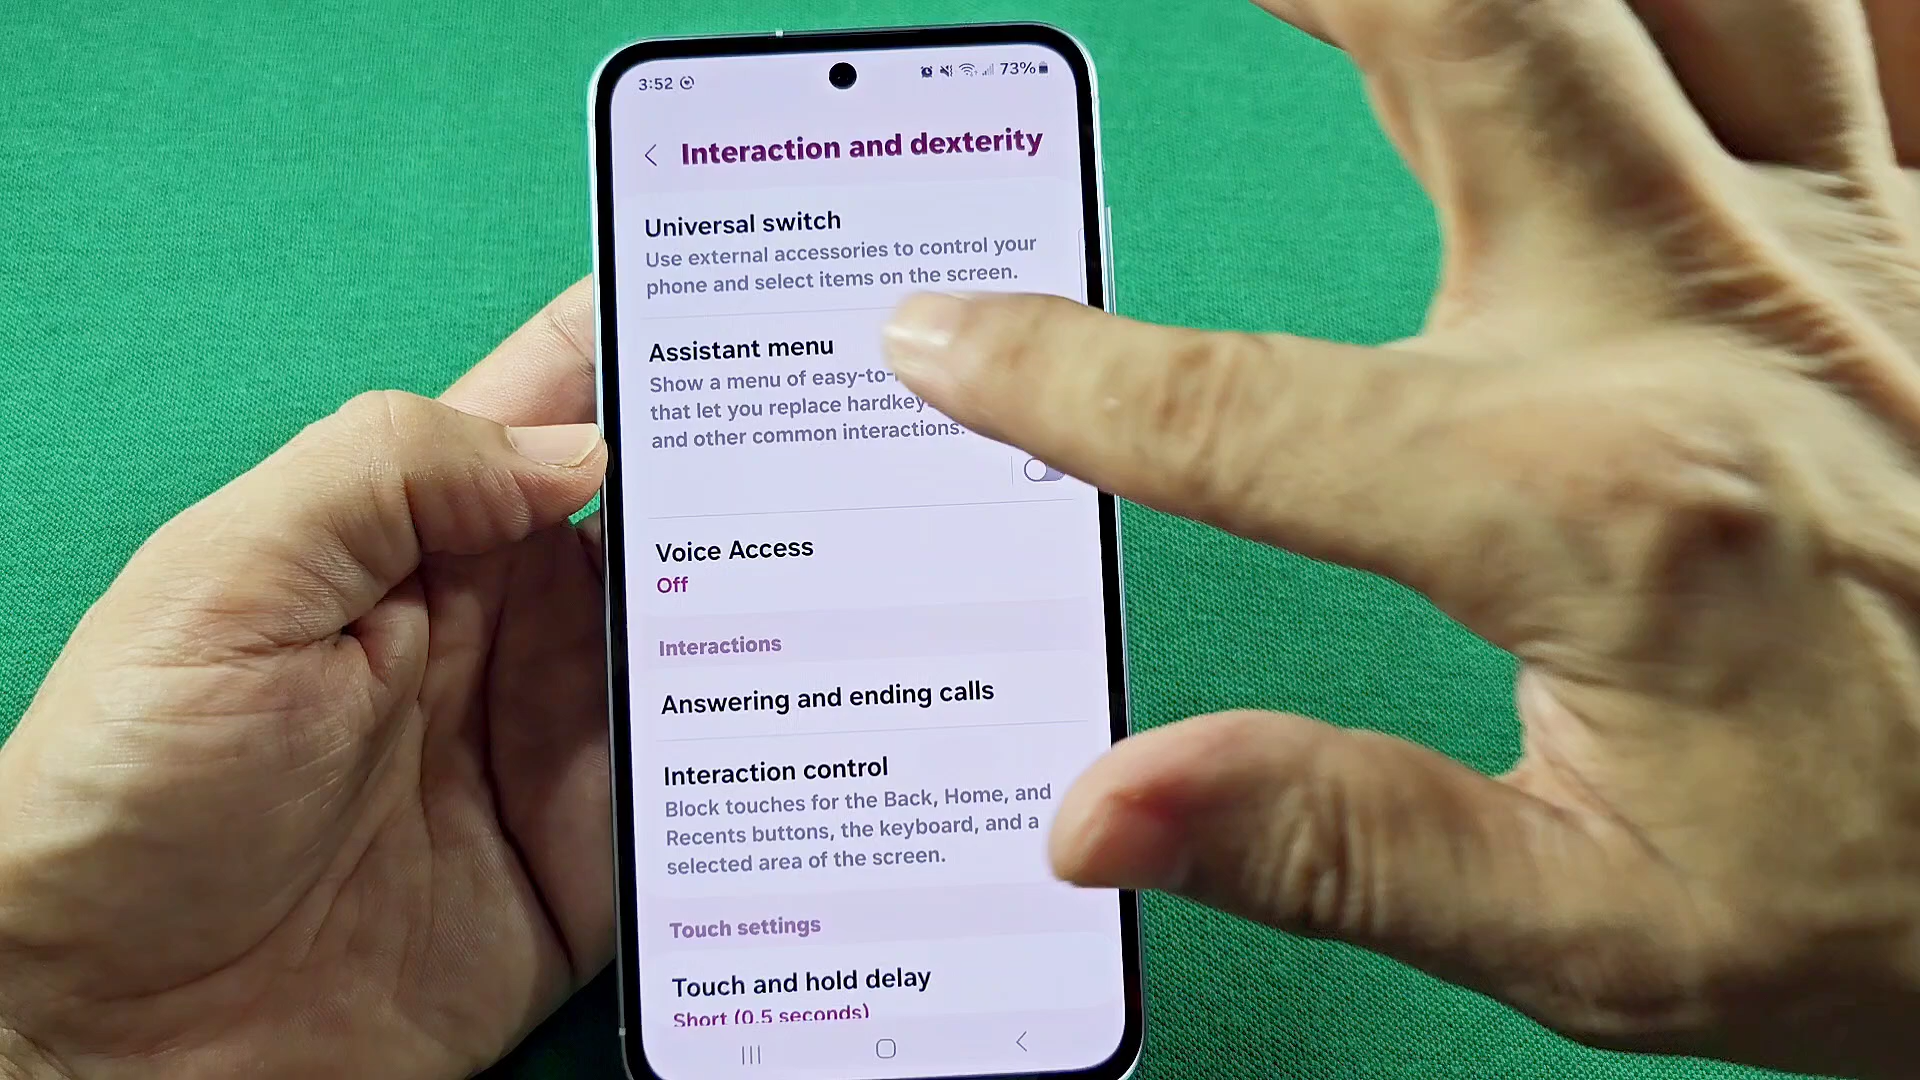 3:52
73%
Interaction and dexterity
Universal switch
Use external accessories to control your
phone and select items on the screen.
Assistant menu
Show a menu of easy-to-
that let you replace hardkey
and other common interactions.
Voice Access
Off
Interactions
Answering and ending calls
Interaction control
Block touches for the Back, Home, and
Recents buttons, the keyboard, and a
selected area of the screen.
Touch settings
Touch and hold delay
Short (0.5 seconds)